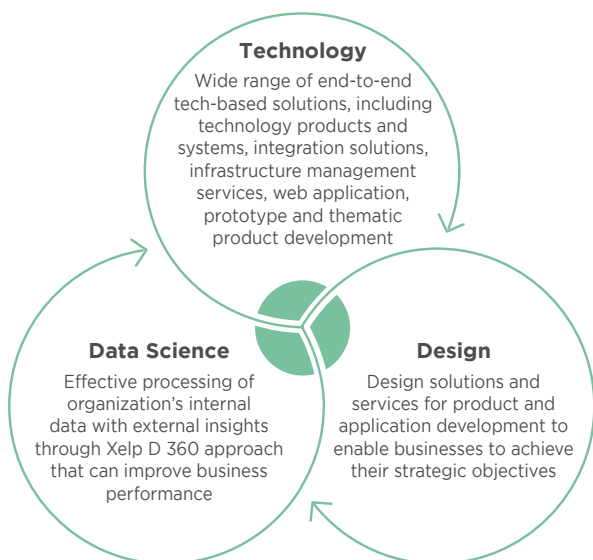 Technology
Wide range of end-to-end
tech-based solutions, including
technology products and
systems, integration solutions,
infrastructure management
services, web application,
prototype and thematic
product development
Data Science
Effective processing of
organization's internal
data with external insights
through Xelp D 360 approach
that can improve business
performance
Design
Design solutions and
services for product and
application development to
enable businesses to achieve
their strategic objectives